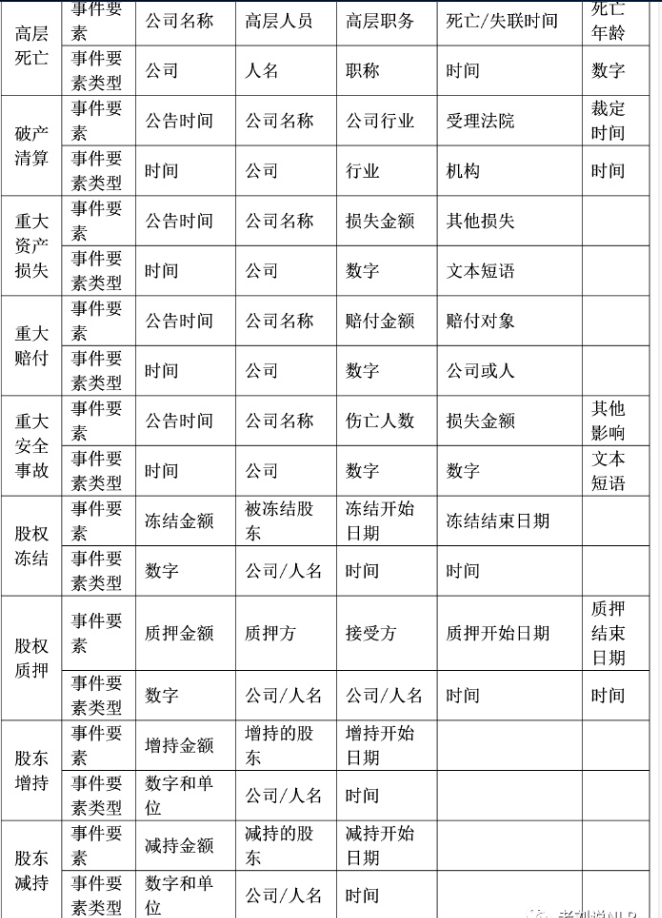 高层死亡 事件要素 公司名称 高层人员 高层职务 死亡/失联时间 死亡年龄
事件要素类型 公司 人名 职称 时间 数字
破产清算 事件要素 公告时间 公司名称 公司行业 受理法院 裁定时间
事件要素类型 时间 公司 行业 机构 时间
重大资产损失 事件要素 公告时间 公司名称 损失金额 其他损失
事件要素类型 时间 公司 数字 文本短语
重大赔付 事件要素 公告时间 公司名称 赔付金额 赔付对象
事件要素类型 时间 公司 数字 公司或人
重大安全事故 事件要素 公告时间 公司名称 伤亡人数 损失金额 其他影响
事件要素类型 时间 公司 数字 数字 文本短语
股权冻结 事件要素 冻结金额 被冻结股东 冻结开始日期 冻结结束日期
事件要素类型 数字 公司/人名 时间 时间
股权质押 事件要素 质押金额 质押方 接受方 质押开始日期 质押结束日期
事件要素类型 数字 公司/人名 公司/人名 时间 时间
股东增持 事件要素 增持金额 增持的股东 增持开始日期
事件要素类型 数字和单位 公司/人名 时间
股东减持 事件要素 减持金额 减持的股东 减持开始日期
事件要素类型 数字和单位 公司/人名 时间
老刘说NLP